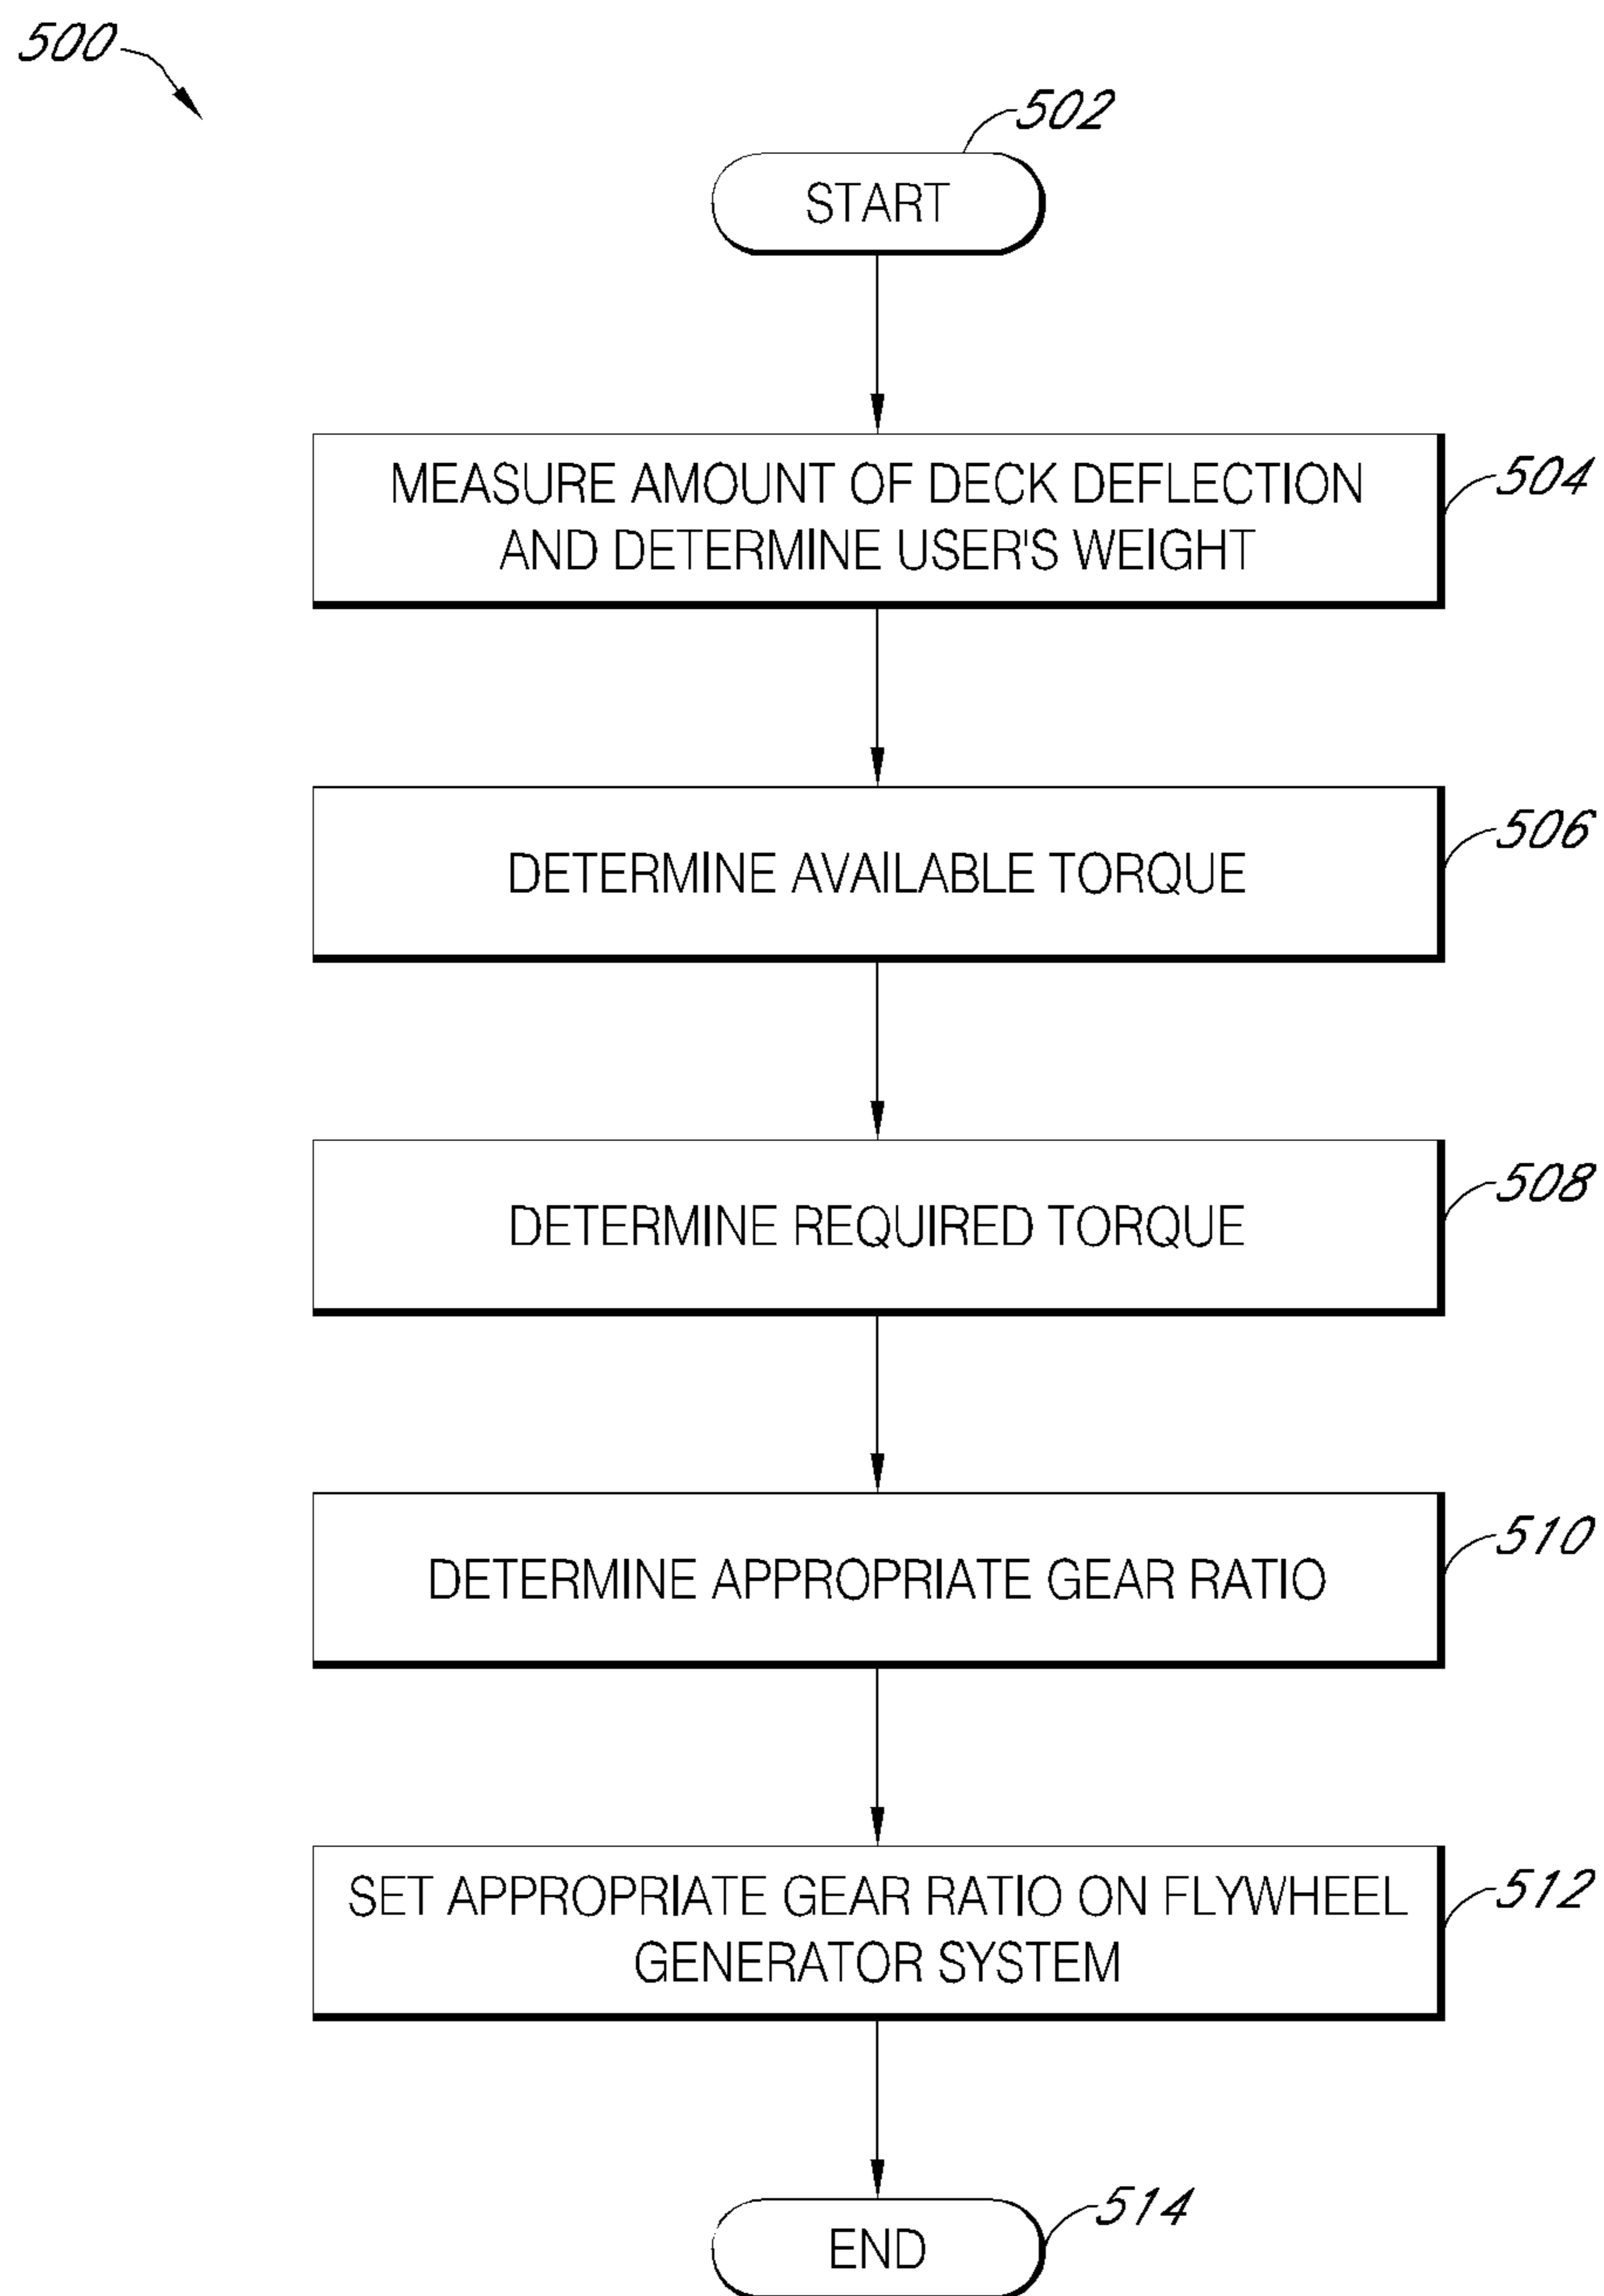 500
502
START
MEASURE AMOUNT OF DECK DEFLECTION
AND DETERMINE USER'S WEIGHT
504
DETERMINE AVAILABLE TORQUE
506
DETERMINE REQUIRED TORQUE
508
DETERMINE APPROPRIATE GEAR RATIO
510
SET APPROPRIATE GEAR RATIO ON FLYWHEEL
GENERATOR SYSTEM
512
END
514